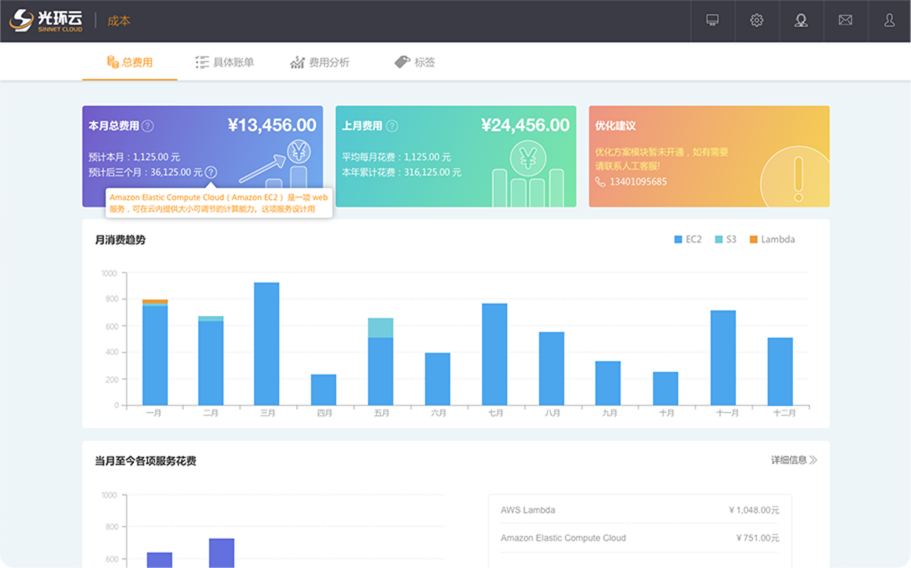 光环云 成本
SINNET CLOUD
总费用 具体账单 费用分析 标签
本月总费用 ? ¥13,456.00
预计本月：1,125.00 元
预计后三个月：36,125.00 元 ?
Amazon Elastic Compute Cloud（Amazon EC2）是一项 web
服务，可在云内提供大小可调节的计算能力。这项服务设计用
上月费用 ? ¥24,456.00
平均每月花费：1,125.00 元
本年累计花费：316,125.00 元
优化建议
优化方案模块暂未开通，如有需要
请联系人工客服!
13401095685
月消费趋势
EC2 S3 Lambda
1000
800
600
400
200
0
一月 二月 三月 四月 五月 六月 七月 八月 九月 十月 十一月 十二月
当月至今各项服务花费 详细信息
1000
800
600
AWS Lambda ¥ 1,048.00元
Amazon Elastic Compute Cloud ¥ 751.00元